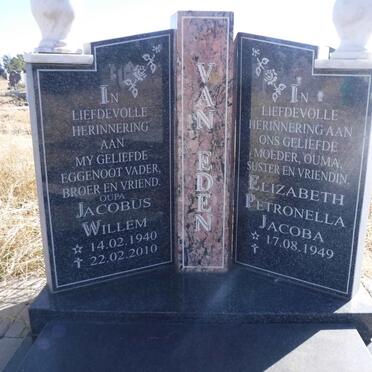 IN
LIEFDEVOLLE
HERINNERING
AAN
MY GELIEFDE
EGGENOOT VADER,
BROER EN VRIEND.
OUPA
JACOBUS
WILLEM
☆ 14.02.1940
✝ 22.02.2010
VAN EDEN
IN
LIEFDEVOLLE
HERINNERING AAN
ONS GELIEFDE
MOEDER, OUMA,
SUSTER EN VRIENDIN.
ELIZABETH
PETRONELLA
JACOBA
☆ 17.08.1949
✝